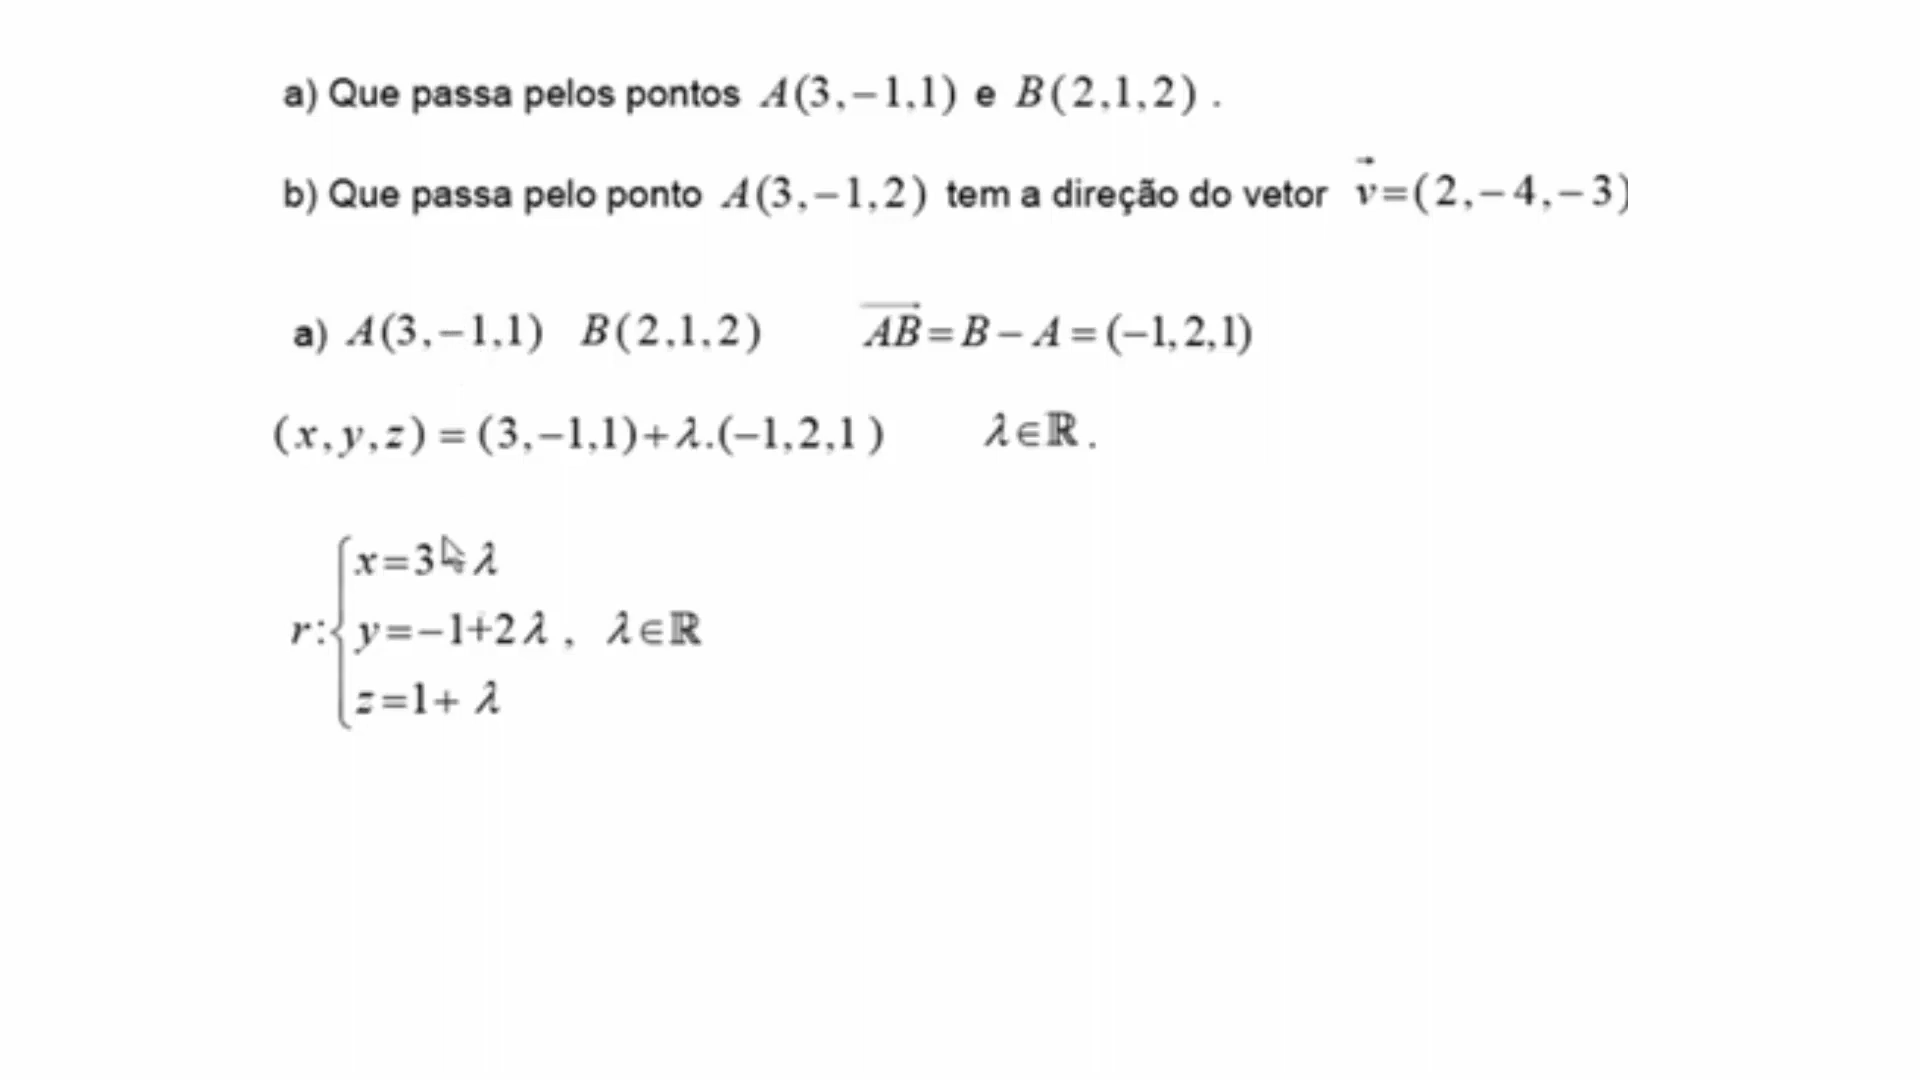 a) Que passa pelos pontos A(3,−1,1) e B(2,1,2) .
b) Que passa pelo ponto A(3,−1,2) tem a direção do vetor v⃗=(2,−4,−3)
a) A(3,−1,1) B(2,1,2) A͞B⃗=B−A=(−1,2,1)
(x,y,z)=(3,−1,1)+λ.(−1,2,1) λ∈ℝ.
x=3 λ
r:{y=−1+2λ , λ∈ℝ
z=1+ λ